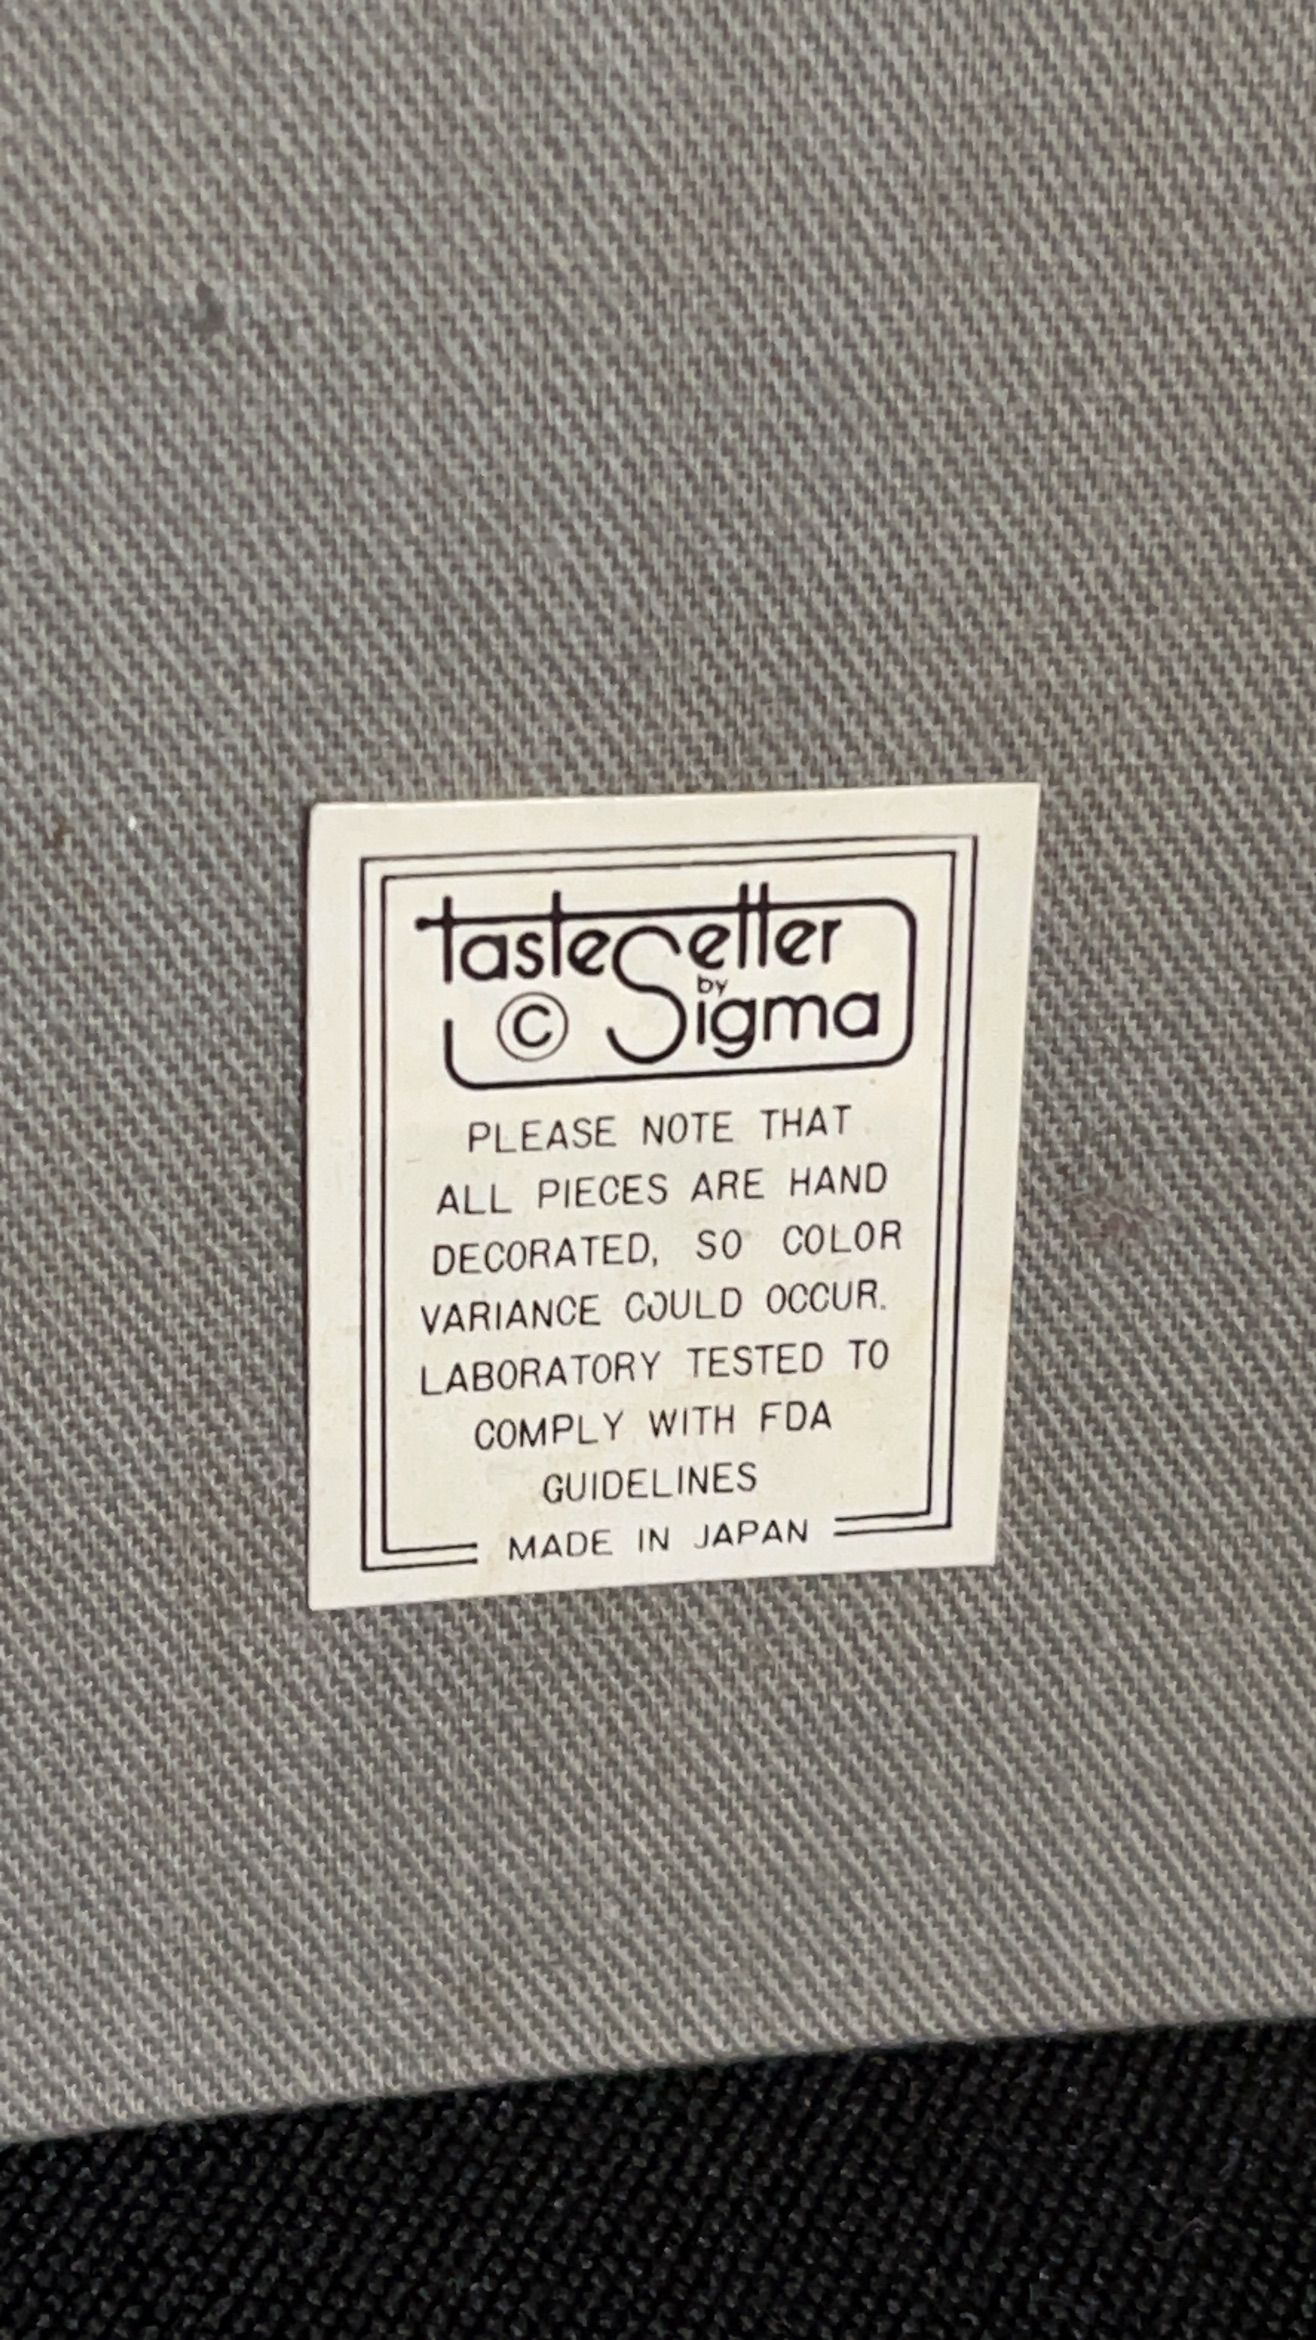 tasteSetter
by
© Sigma
PLEASE NOTE THAT
ALL PIECES ARE HAND
DECORATED, SO COLOR
VARIANCE COULD OCCUR.
LABORATORY TESTED TO
COMPLY WITH FDA
GUIDELINES
MADE IN JAPAN